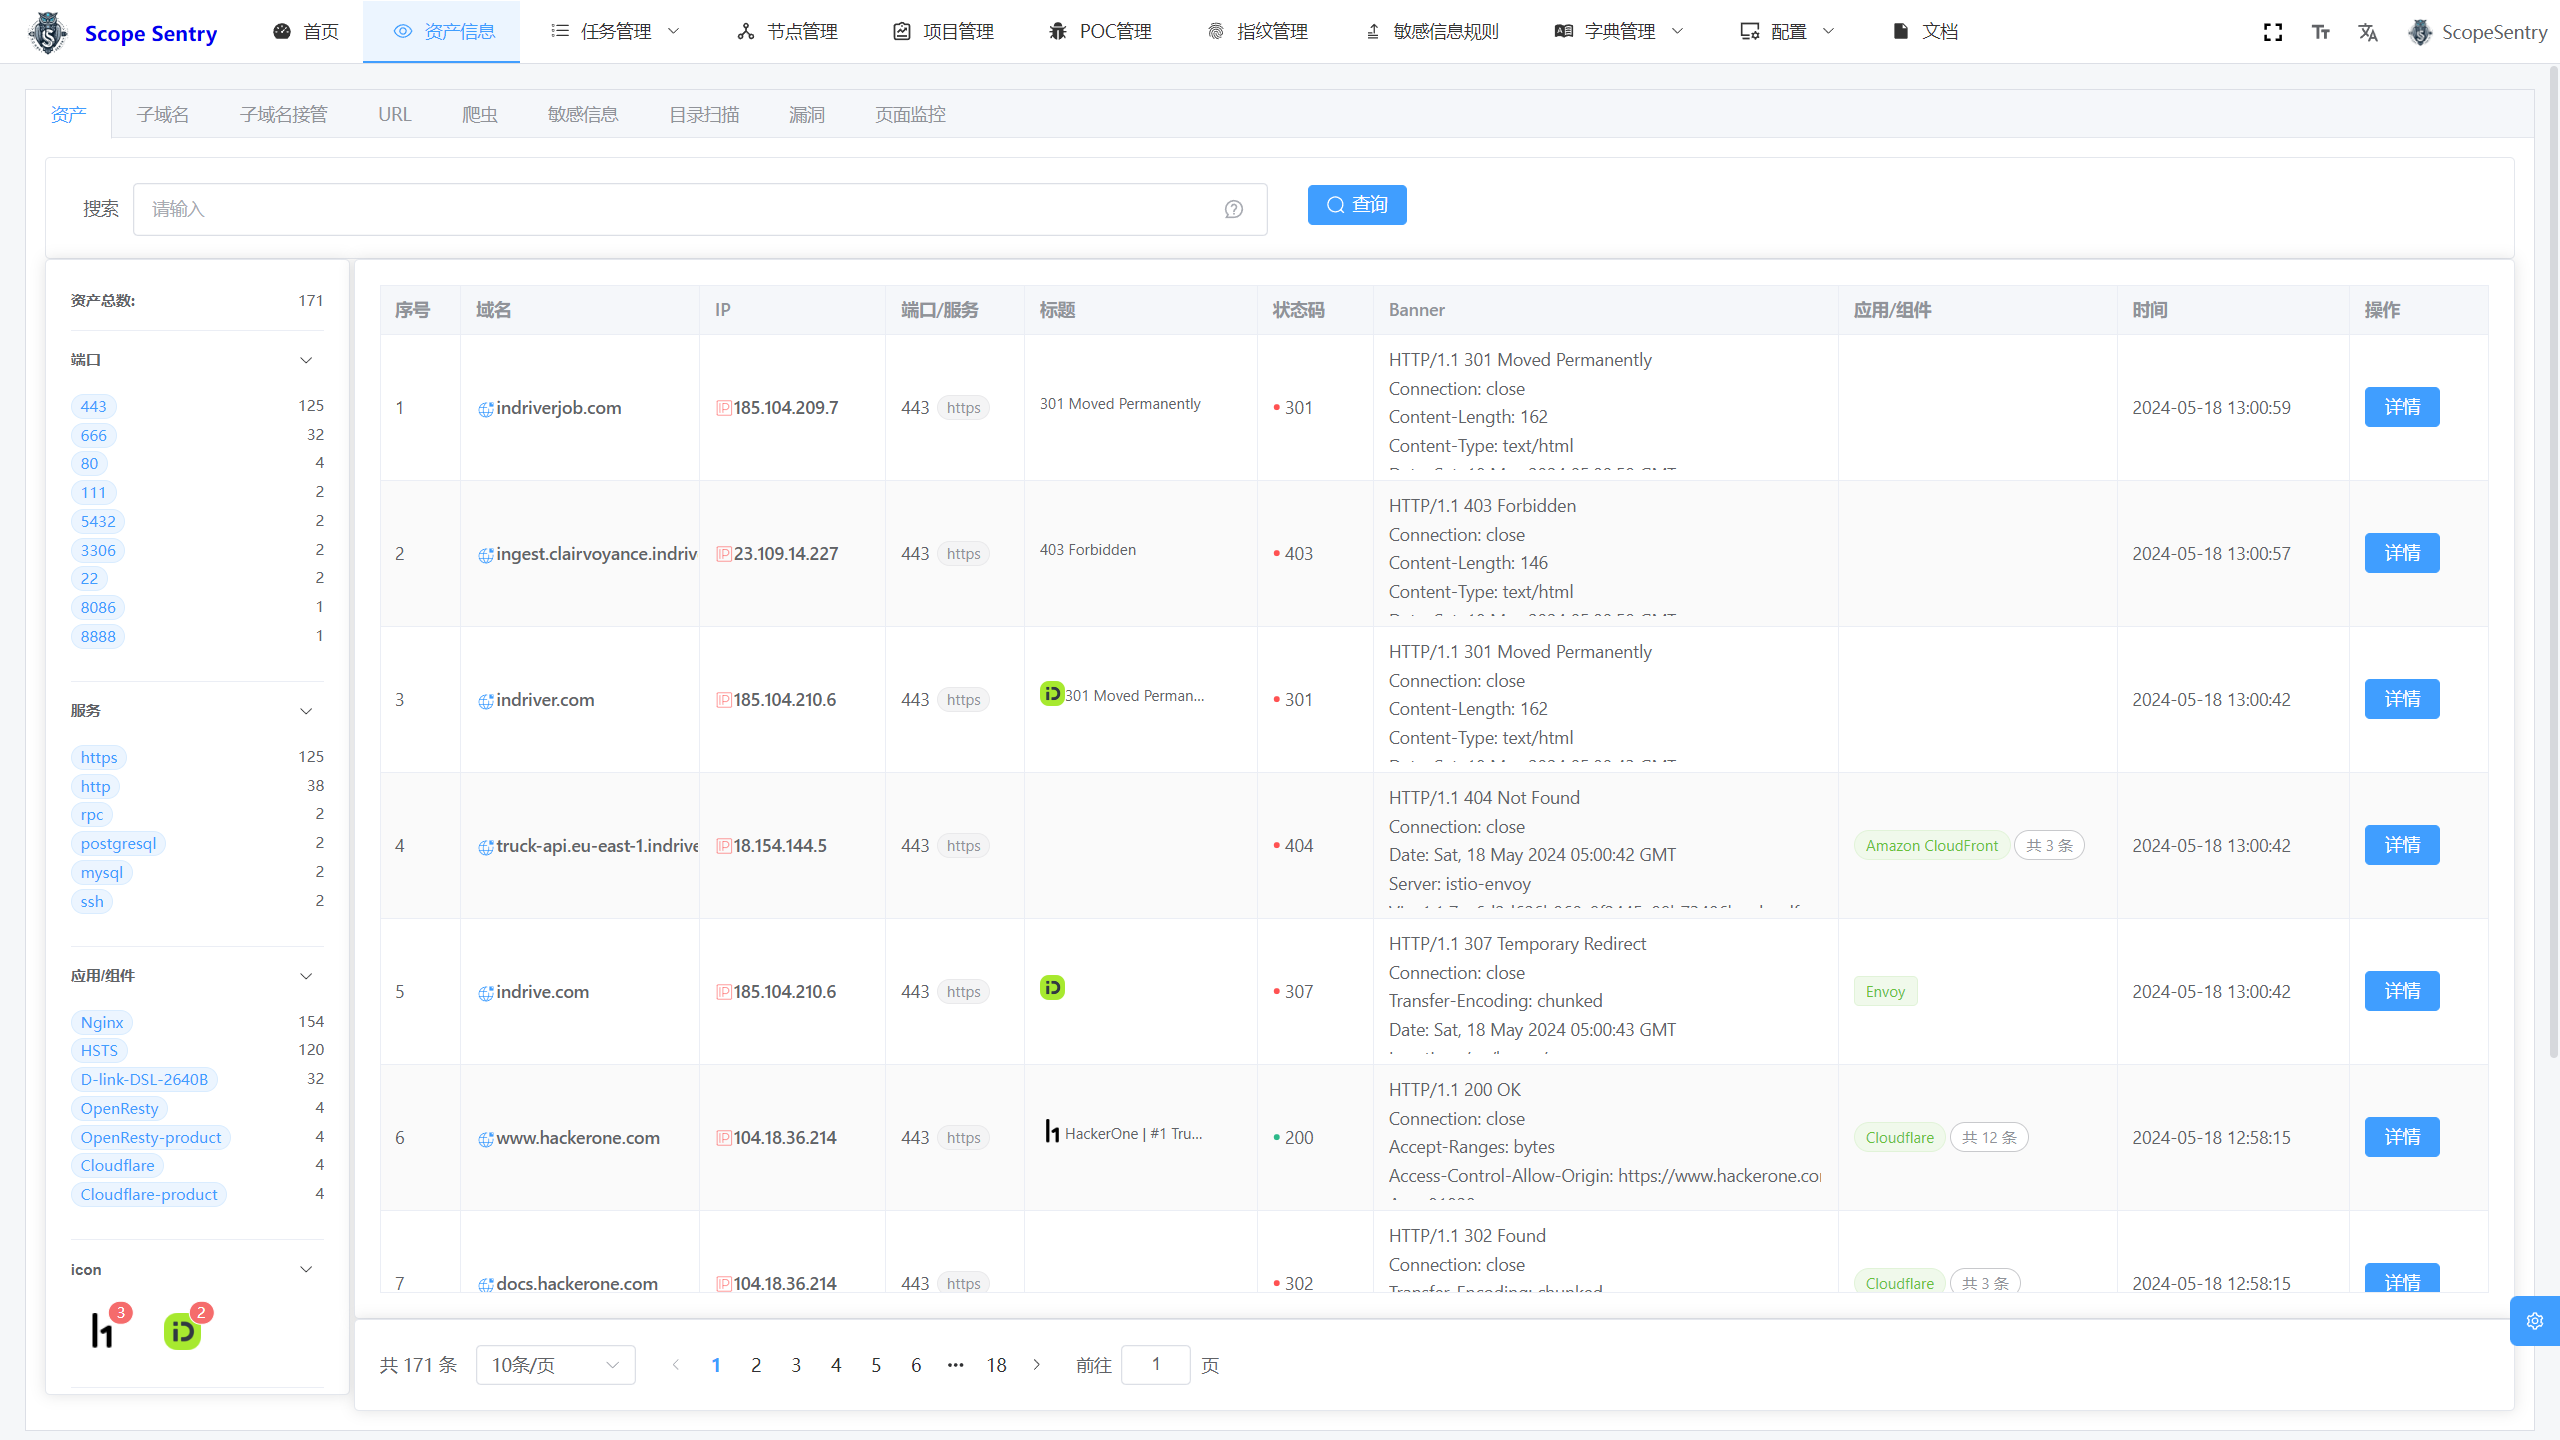 Scope Sentry 首页 资产信息 任务管理 节点管理 项目管理 POC管理 指纹管理 敏感信息规则 字典管理 配置 文档 ScopeSentry
资产 子域名 子域名接管 URL 爬虫 敏感信息 目录扫描 漏洞 页面监控
搜索 请输入 查询
资产总数: 171
端口
443 125
666 32
80 4
111 2
5432 2
3306 2
22 2
8086 1
8888 1
服务
https 125
http 38
rpc 2
postgresql 2
mysql 2
ssh 2
应用/组件
Nginx 154
HSTS 120
D-link-DSL-2640B 32
OpenResty 4
OpenResty-product 4
Cloudflare 4
Cloudflare-product 4
icon
3 2
序号 域名 IP 端口/服务 标题 状态码 Banner 应用/组件 时间 操作
1 indriverjob.com 185.104.209.7 443 https 301 Moved Permanently 301
HTTP/1.1 301 Moved Permanently
Connection: close
Content-Length: 162
Content-Type: text/html
2024-05-18 13:00:59 详情
2 ingest.clairvoyance.indriv 23.109.14.227 443 https 403 Forbidden 403
HTTP/1.1 403 Forbidden
Connection: close
Content-Length: 146
Content-Type: text/html
2024-05-18 13:00:57 详情
3 indriver.com 185.104.210.6 443 https 301 Moved Perman... 301
HTTP/1.1 301 Moved Permanently
Connection: close
Content-Length: 162
Content-Type: text/html
2024-05-18 13:00:42 详情
4 truck-api.eu-east-1.indrive 18.154.144.5 443 https 404
HTTP/1.1 404 Not Found
Connection: close
Date: Sat, 18 May 2024 05:00:42 GMT
Server: istio-envoy
Amazon CloudFront 共 3 条 2024-05-18 13:00:42 详情
5 indrive.com 185.104.210.6 443 https 307
HTTP/1.1 307 Temporary Redirect
Connection: close
Transfer-Encoding: chunked
Date: Sat, 18 May 2024 05:00:43 GMT
Envoy 2024-05-18 13:00:42 详情
6 www.hackerone.com 104.18.36.214 443 https HackerOne | #1 Tru... 200
HTTP/1.1 200 OK
Connection: close
Accept-Ranges: bytes
Access-Control-Allow-Origin: https://www.hackerone.co
Cloudflare 共 12 条 2024-05-18 12:58:15 详情
7 docs.hackerone.com 104.18.36.214 443 https 302
HTTP/1.1 302 Found
Connection: close
Transfer-Encoding: chunked
Cloudflare 共 3 条 2024-05-18 12:58:15 详情
共 171 条 10条/页 1 2 3 4 5 6 ••• 18 前往 1 页